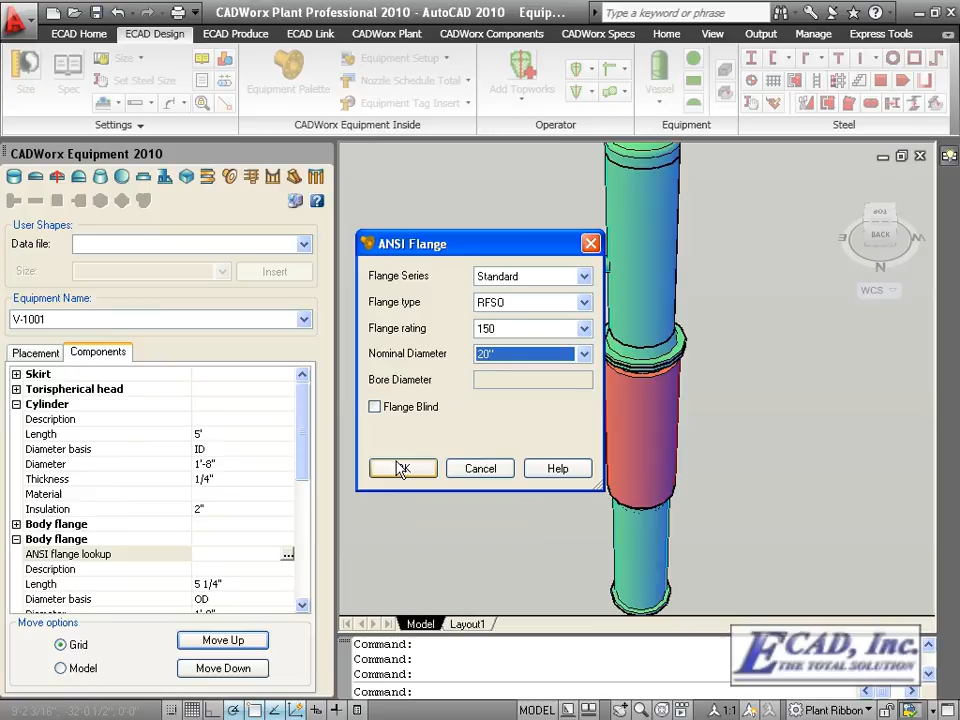 CADWorx Plant Professional 2010 - AutoCAD 2010 Equip...
Type a keyword or phrase
ECAD Home ECAD Design ECAD Produce ECAD Link CADWorx Plant CADWorx Components CADWorx Specs Home View Output Manage Express Tools
Size
Spec
Size
Set Size Spec
Equipment Palette
Equipment Setup
Nozzle Schedule Total
Equipment Tag Insert
Add Topworks
Vessel
Settings
CADWorx Equipment Inside
Operator
Equipment
Steel
CADWorx Equipment 2010
User Shapes:
Data file:
Size:
Insert
Equipment Name:
V-1001
Placement Components
Skirt
Torispherical head
Cylinder
Description
Length 5'
Diameter basis ID
Diameter 1'-8"
Thickness 1/4"
Material
Insulation 2"
Body flange
Body flange
ANSI flange lookup ...
Description
Length 5 1/4"
Diameter basis OD
Move options
Grid
Move Up
Model
Move Down
ANSI Flange
Flange Series Standard
Flange type RFSO
Flange rating 150
Nominal Diameter 20"
Bore Diameter
Flange Blind
OK Cancel Help
TOP
BACK
N
WCS
Model Layout1
Command:
Command:
Command:
Command:
ECAD, Inc.
THE TOTAL SOLUTION
MODEL
1:1
Plant Ribbon